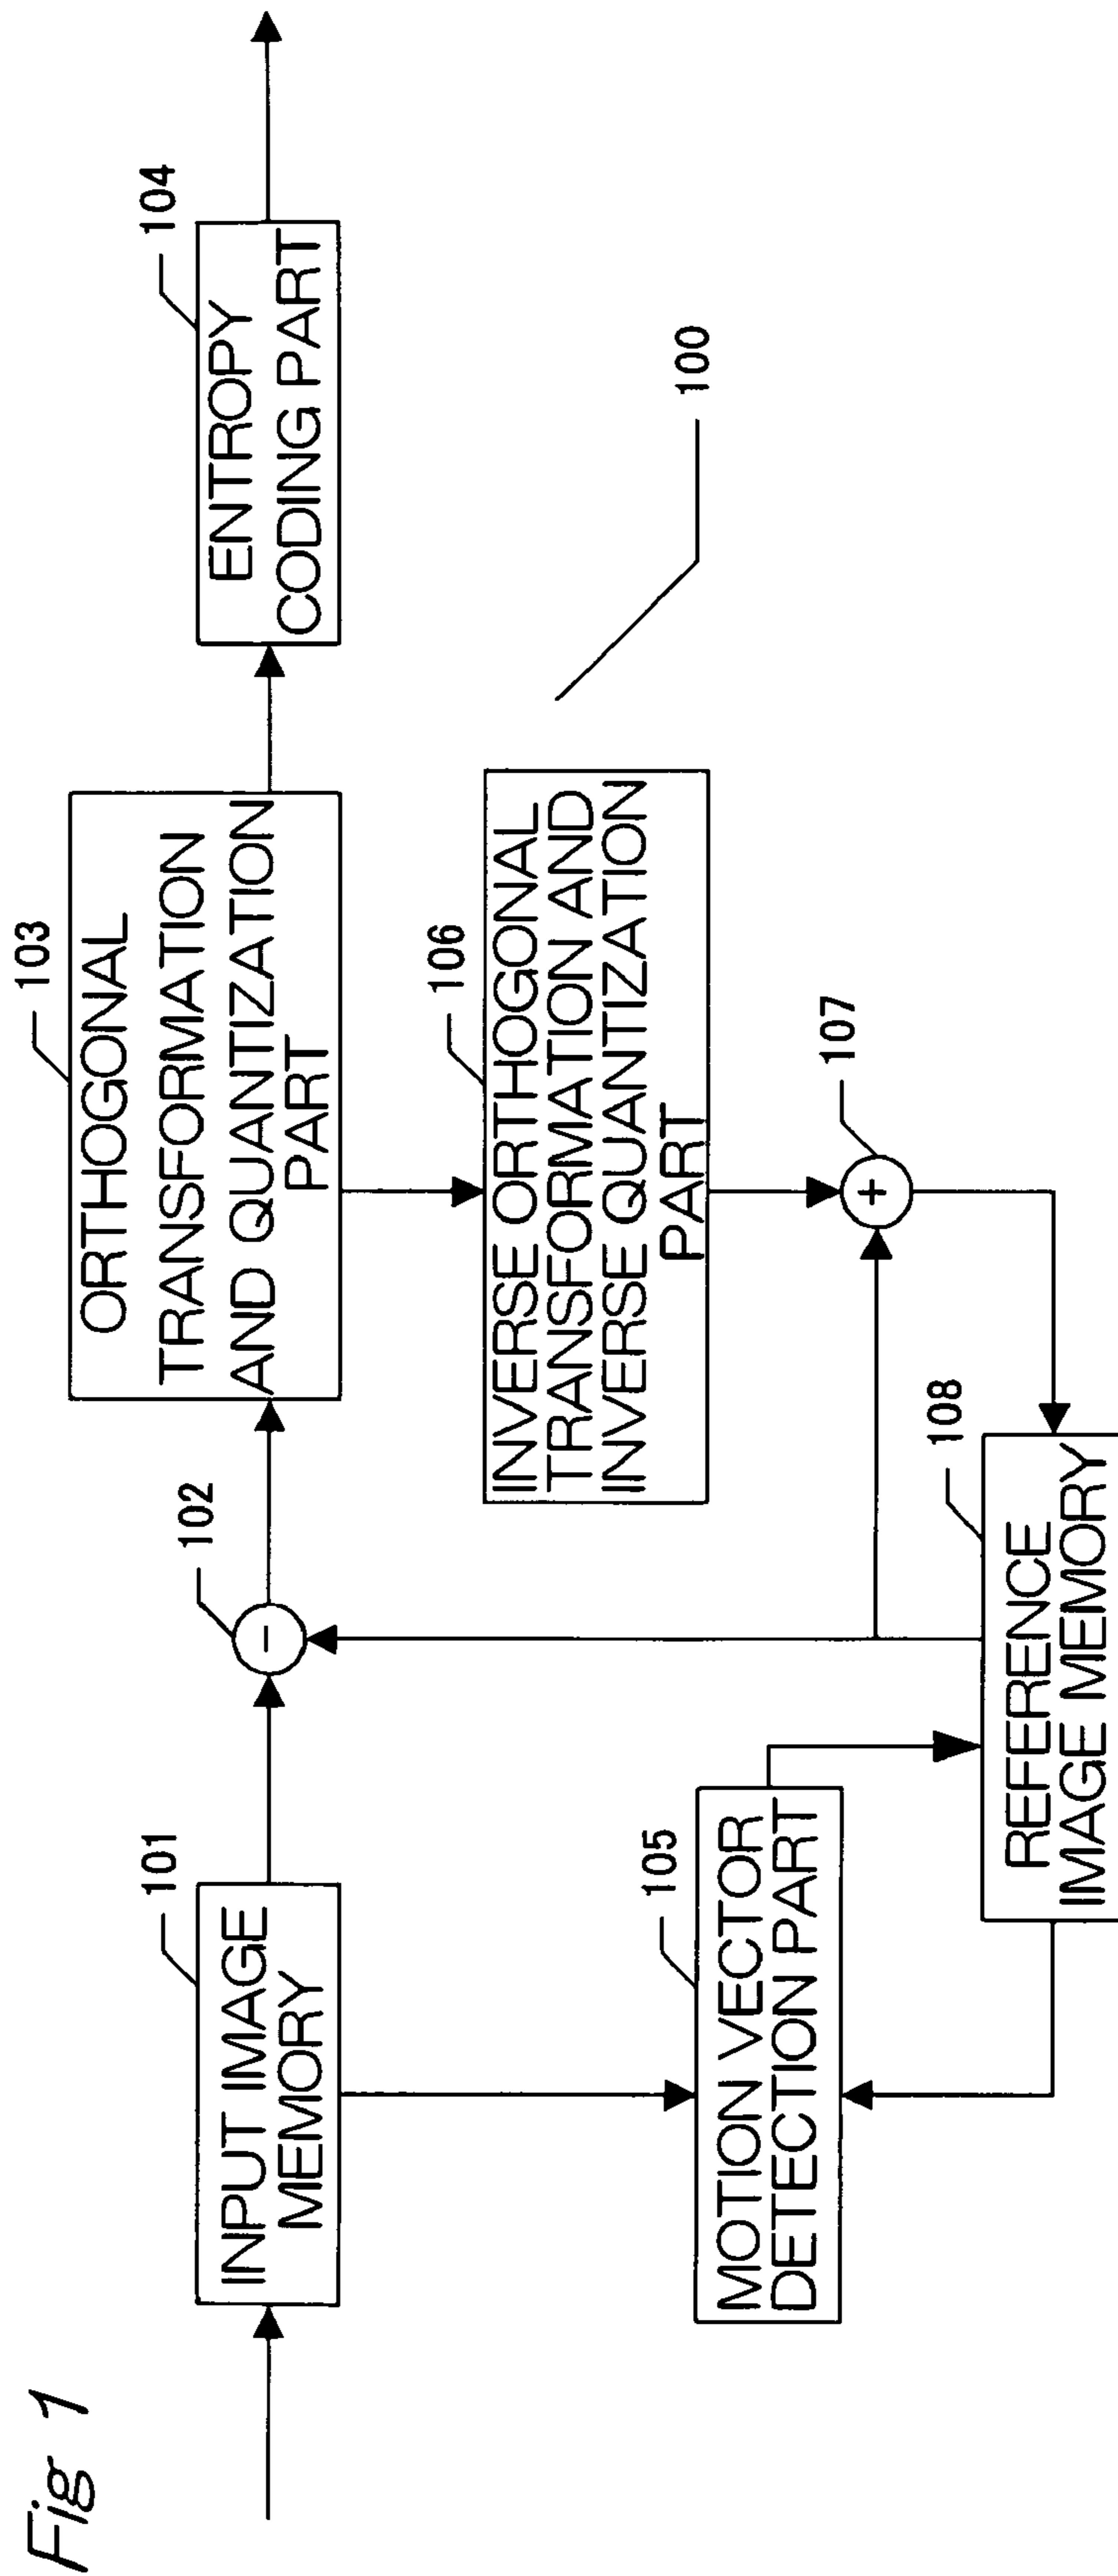 Fig 1
101
INPUT IMAGE
MEMORY
102
-
103
ORTHOGONAL
TRANSFORMATION
AND QUANTIZATION
PART
104
ENTROPY
CODING PART
105
MOTION VECTOR
DETECTION PART
106
INVERSE ORTHOGONAL
TRANSFORMATION AND
INVERSE QUANTIZATION
PART
100
107
+
108
REFERENCE
IMAGE MEMORY